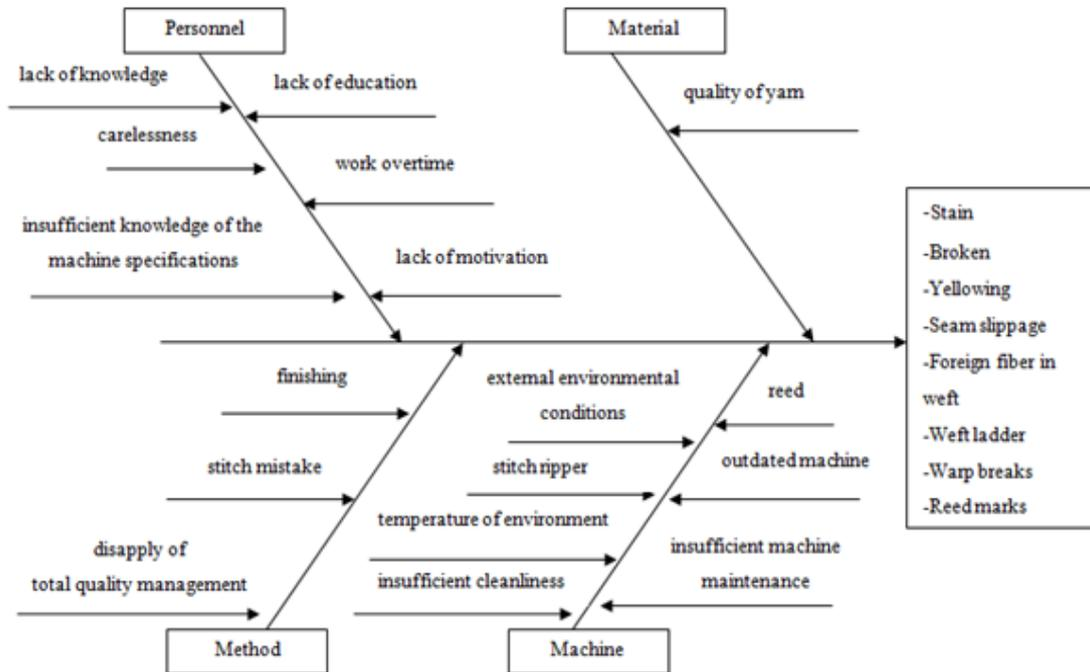 Personnel
Material
lack of knowledge
lack of education
quality of yarn
carelessness
work overtime
insufficient knowledge of the
machine specifications
lack of motivation
-Stain
-Broken
-Yellowing
-Seam slippage
-Foreign fiber in
weft
-Weft ladder
-Warp breaks
-Reed marks
finishing
external environmental
conditions
reed
stitch mistake
stitch ripper
outdated machine
temperature of environment
disapply of
total quality management
insufficient machine
maintenance
insufficient cleanliness
Method
Machine